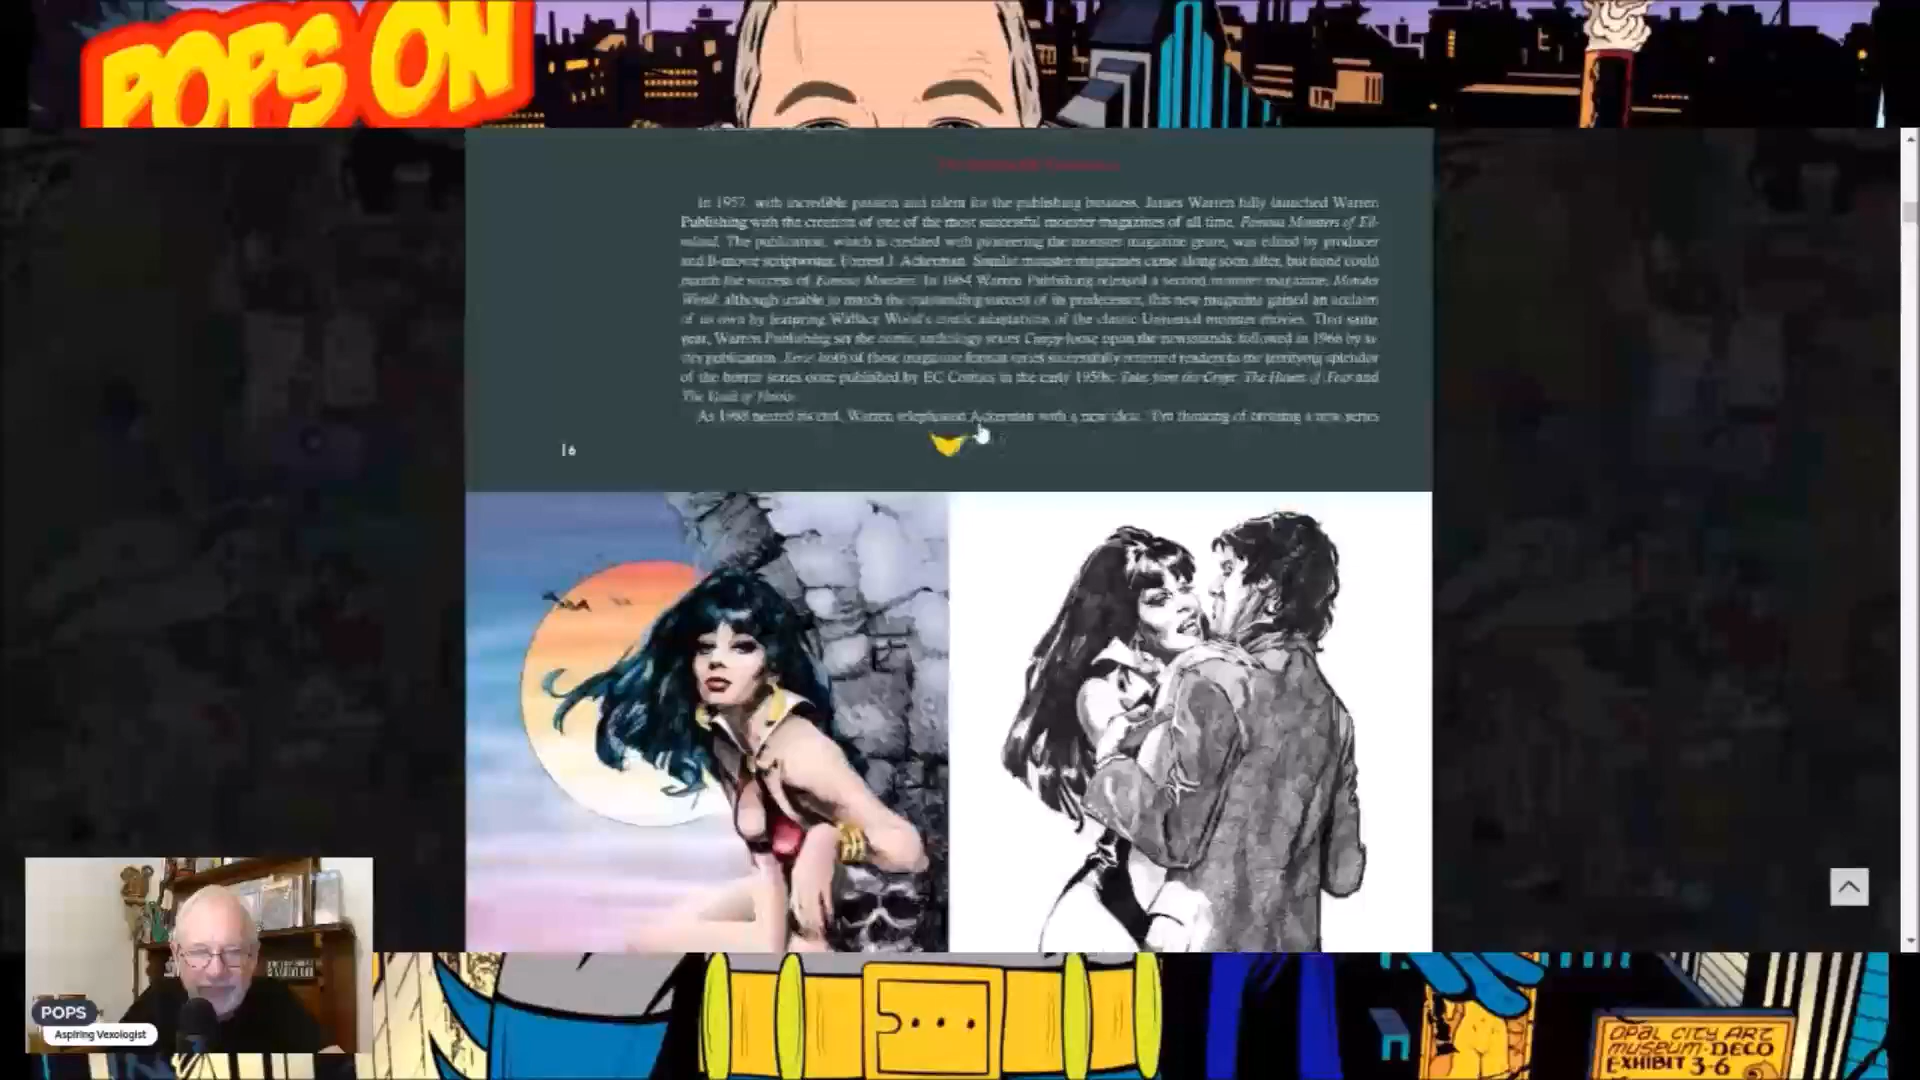 POPS ON
In 1957, with incredible passion and talent for the publishing business, James Warren fully launched Warren
Publishing with the creation of one of the most successful monster magazines of all time, Famous Monsters of Fil-
mland. The publication, which is credited with pioneering the monster magazine genre, was edited by producer
and B-movie scriptwriter, Forrest J. Ackerman. Similar monster magazines came along soon after, but none could
match the success of Famous Monsters. In 1964 Warren Publishing released a second monster magazine, Monster
World; although unable to match the outstanding success of its predecessor, this new magazine gained an acclaim
of its own by featuring Wallace Wood's comic adaptations of the classic Universal monster movies. That same
year, Warren Publishing set the comic anthology series Creepy loose upon the newsstands, followed in 1966 by
publication, Eerie; both of these magazine format series successfully returned readers to the terrifying splendor
of the horror series once published by EC Comics in the early 1950s: Tales from the Crypt, The Haunt of Fear and
The Vault of Horror.
As 1968 neared its end, Warren telephoned Ackerman with a new idea. "I'm thinking of creating a new series
16
POPS
Aspiring Vexologist
OPAL CITY ART
MUSEUM · DECO
EXHIBIT 3-6